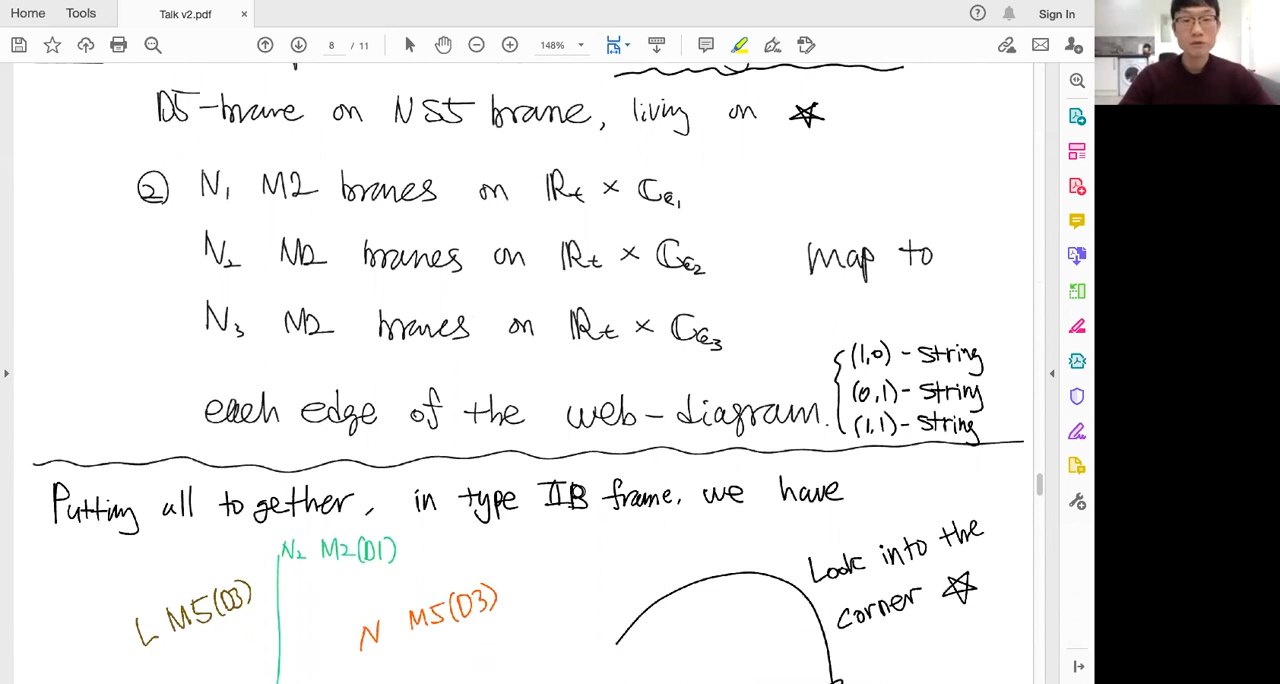 Home Tools Talk v2.pdf × Sign In
8 / 11 148%
D5-brane on NS5 brane, living on ☆
② N₁ M2 branes on ℝt × ℂε₁
N₂ M2 branes on ℝt × ℂε₂ map to
N₃ M2 branes on ℝt × ℂε₃
(1,0) - string
(0,1) - string
each edge of the web-diagram.
(1,1) - string
Putting all together, in type IIB frame, we have
N₂ M2(D1)
Look into the
corner ☆
L M5(D3)
N M5(D3)